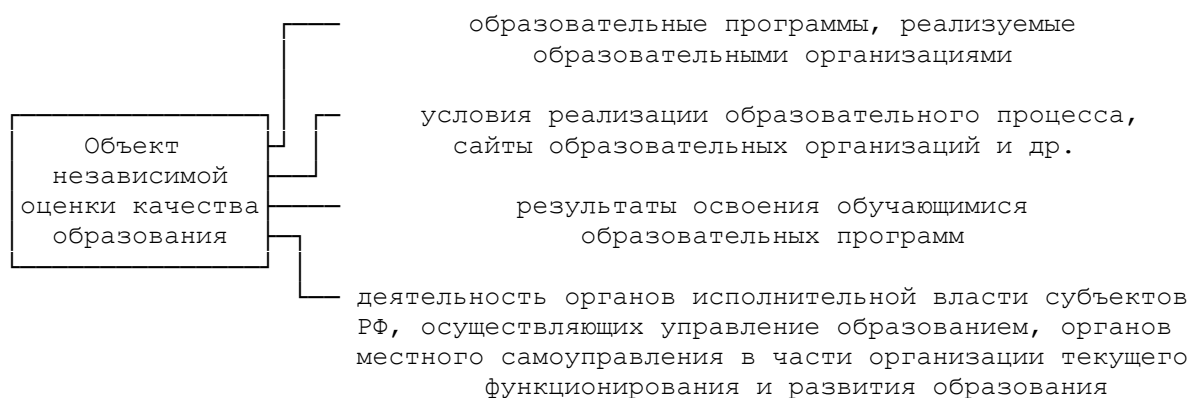 образовательные программы, реализуемые
образовательными организациями
Объект
независимой
оценки качества
образования
условия реализации образовательного процесса,
сайты образовательных организаций и др.
результаты освоения обучающимися
образовательных программ
деятельность органов исполнительной власти субъектов
РФ, осуществляющих управление образованием, органов
местного самоуправления в части организации текущего
функционирования и развития образования